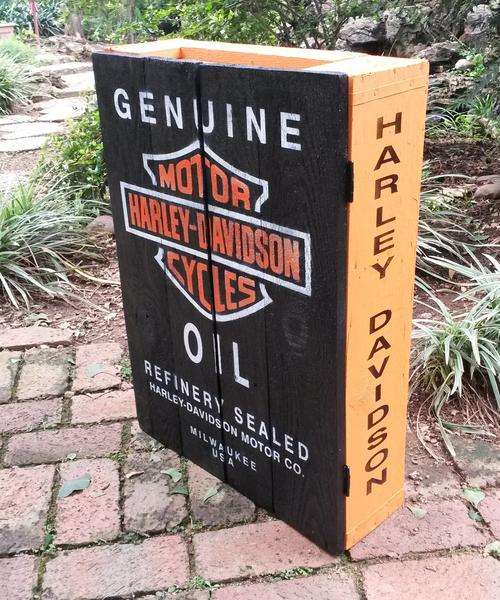 GENUINE
MOTOR
HARLEY-DAVIDSON
CYCLES
OIL
REFINERY SEALED
HARLEY-DAVIDSON MOTOR CO.
MILWAUKEE
USA
HARLEY DAVIDSON